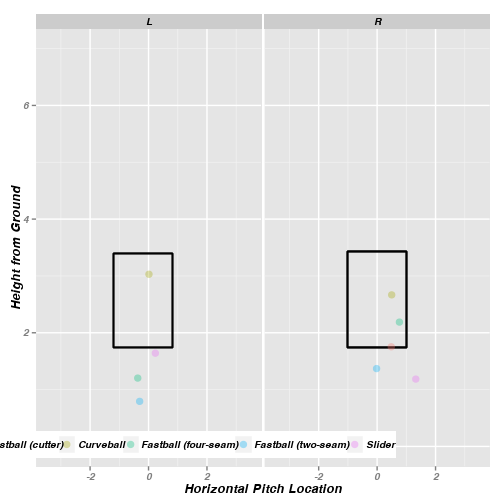 L
R
6
4
2
Height from Ground
(cutter) Curveball Fastball (four-seam) Fastball (two-seam) Slider
-2 0 2 -2 0 2
Horizontal Pitch Location